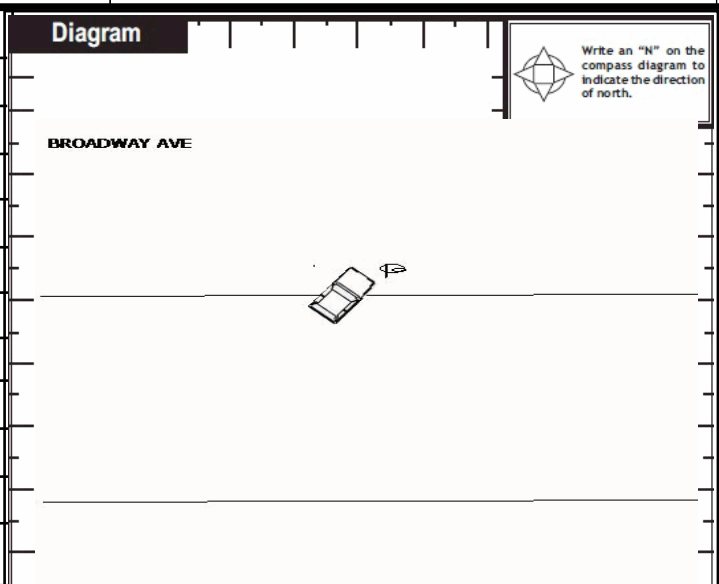 Diagram
Write an “N” on the
compass diagram to
indicate the direction
of north.
BROADWAY AVE